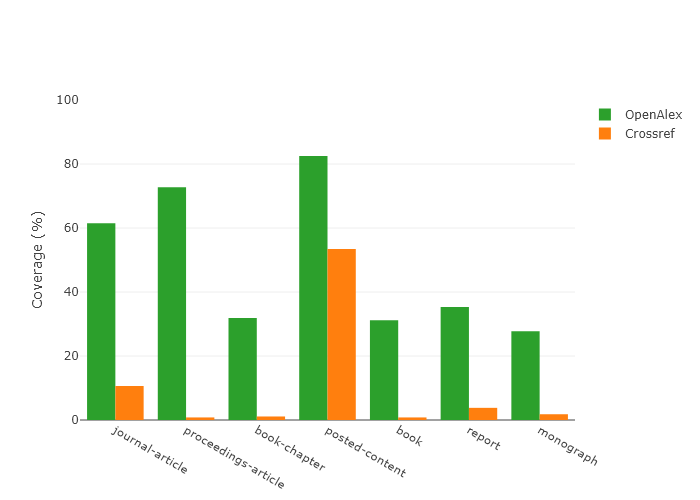 100
80
60
40
20
0
Coverage (%)
journal-article
proceedings-article
book-chapter
posted-content
book
report
monograph
OpenAlex
Crossref